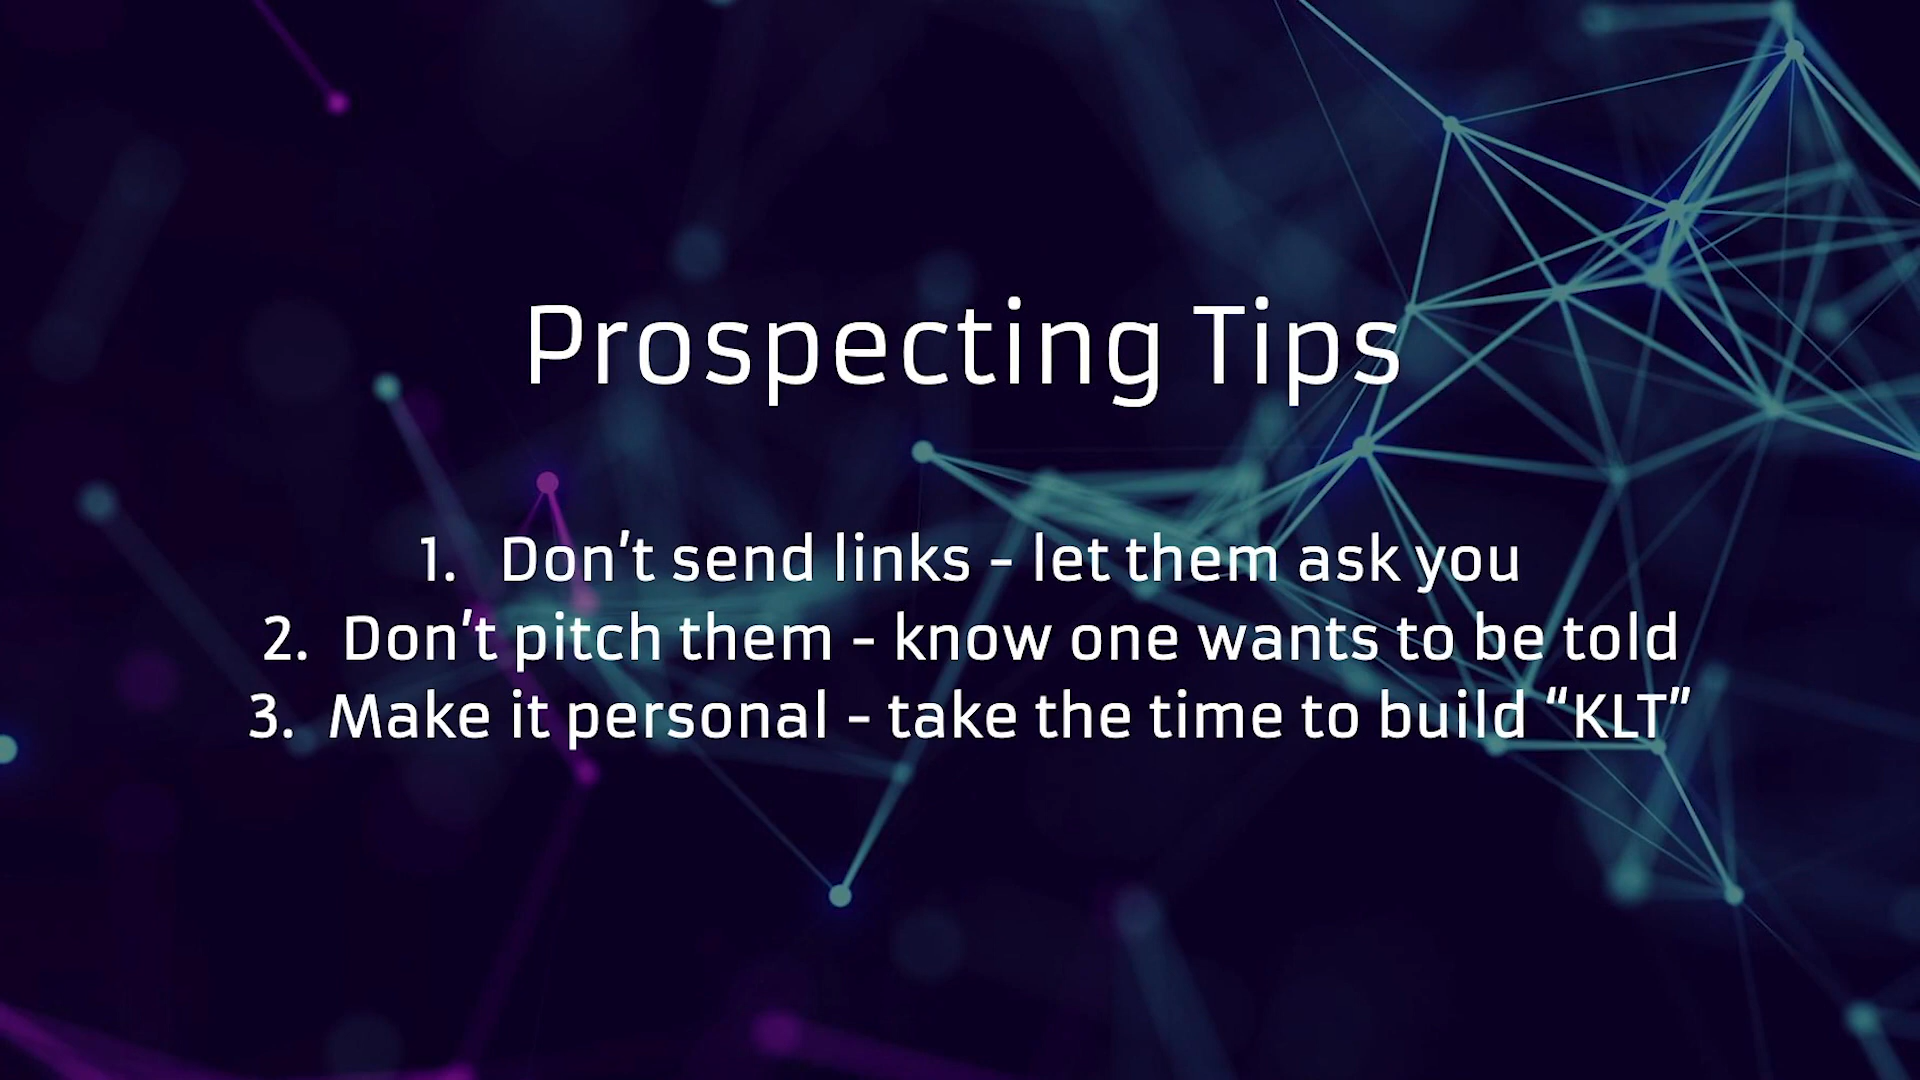 Prospecting Tips
1. Don't send links - let them ask you
2. Don't pitch them - know one wants to be told
3. Make it personal - take the time to build “KLT”